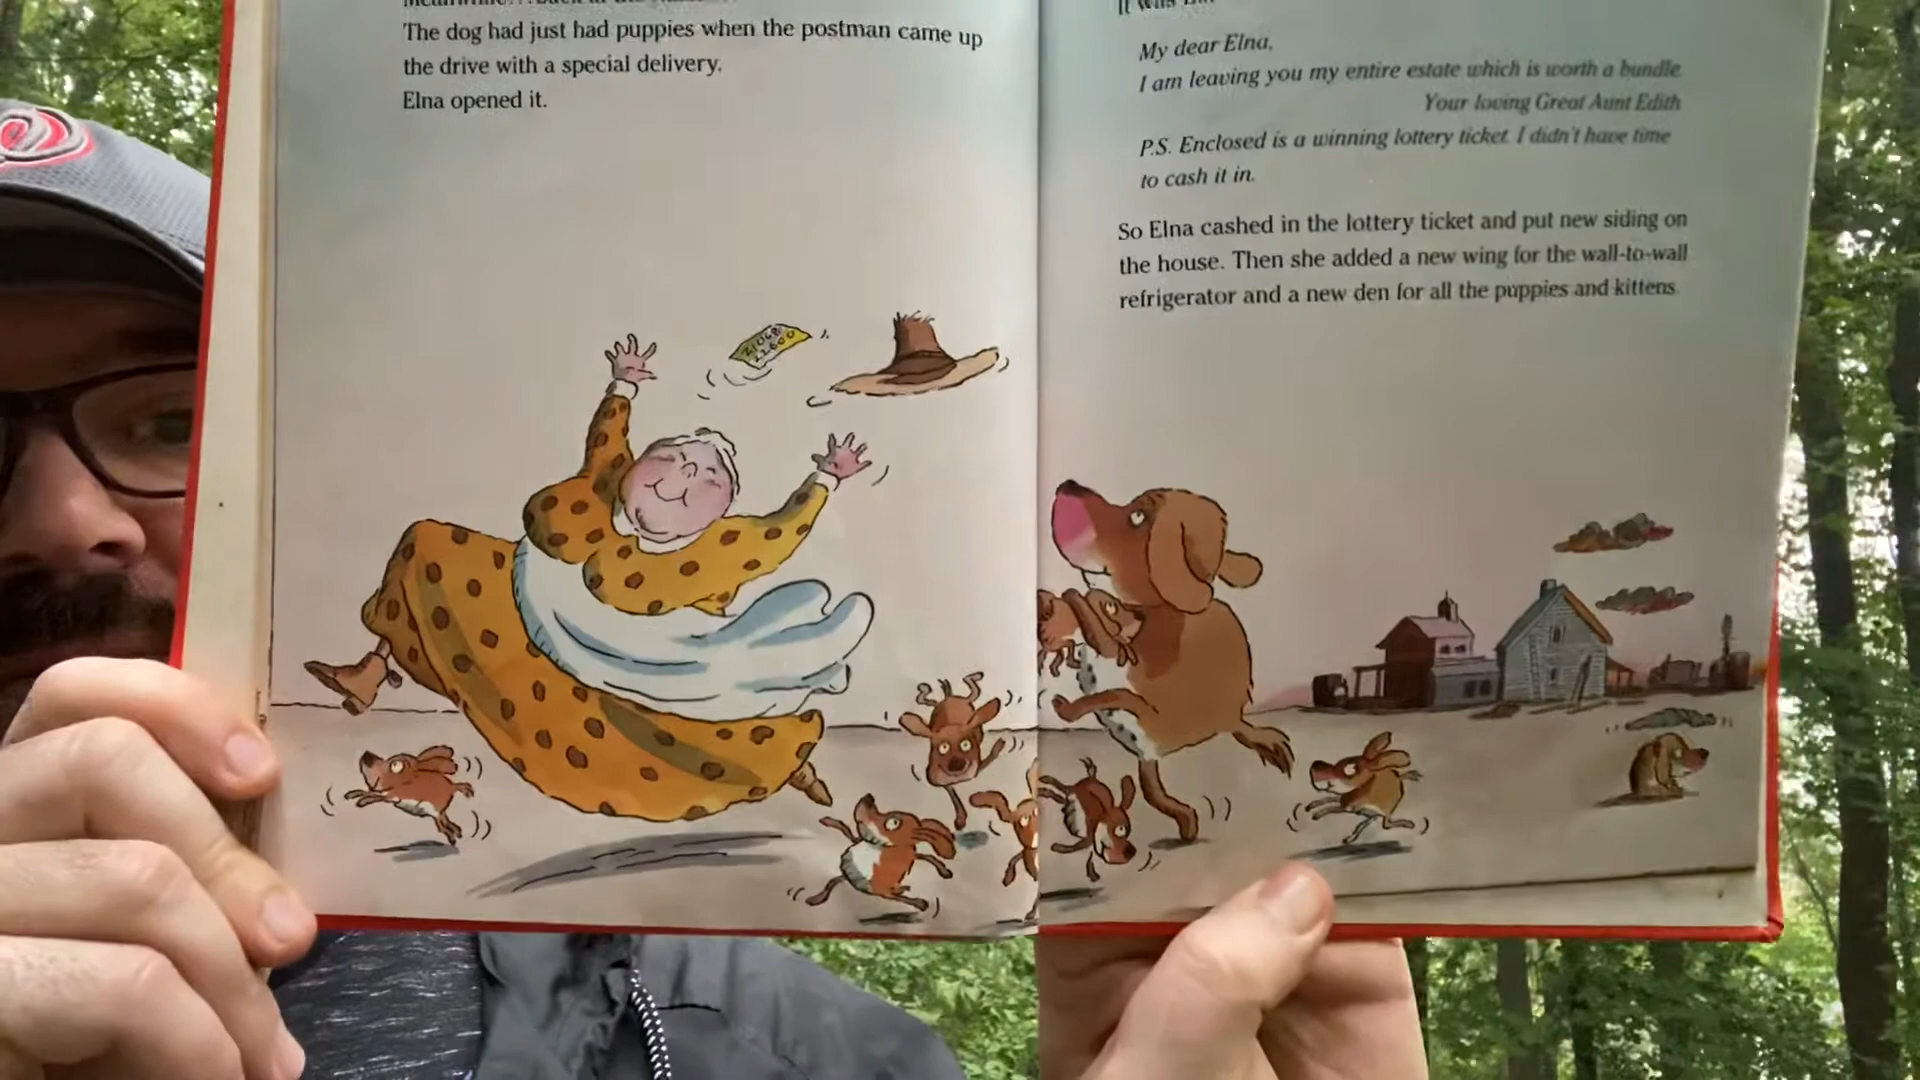 The dog had just had puppies when the postman came up
the drive with a special delivery.
Elna opened it.
My dear Elna,
I am leaving you my entire estate which is worth a bundle
Your loving Great Aunt Edith
P.S. Enclosed is a winning lottery ticket. I didn't have time
to cash it in.
So Elna cashed in the lottery ticket and put new siding on
the house. Then she added a new wing for the wall-to-wall
refrigerator and a new den for all the puppies and kittens.